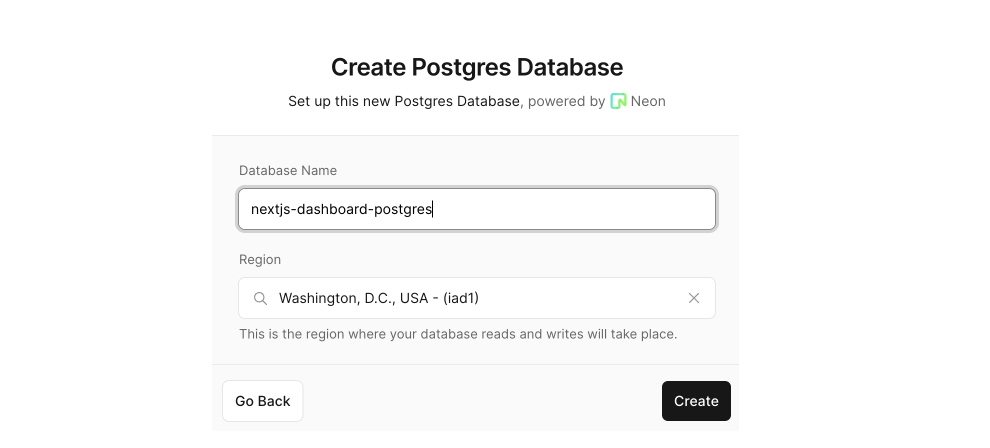 Create Postgres Database
Set up this new Postgres Database, powered by Neon
Database Name
nextjs-dashboard-postgres
Region
Washington, D.C., USA - (iad1)
This is the region where your database reads and writes will take place.
Go Back
Create